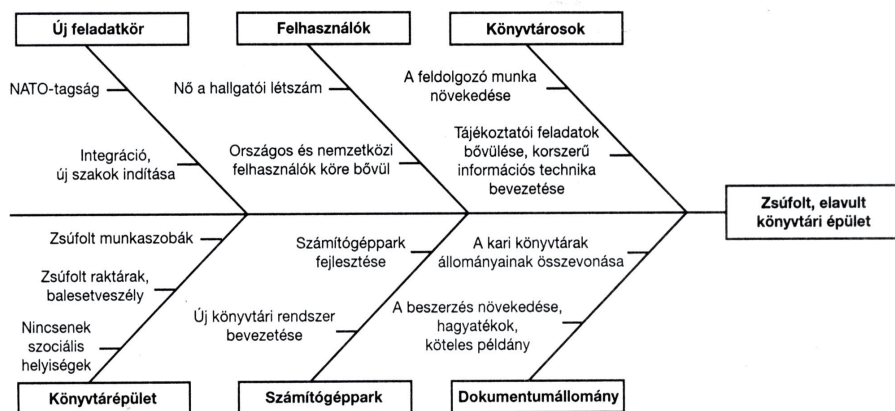 Új feladatkör
Felhasználók
Könyvtárosok
NATO-tagság
Nő a hallgatói létszám
A feldolgozó munka
növekedése
Integráció,
új szakok indítása
Országos és nemzetközi
felhasználók köre bővül
Tájékoztatói feladatok
bővülése, korszerű
információs technika
bevezetése
Zsúfolt, elavult
könyvtári épület
Zsúfolt munkaszobák
Számítógéppark
fejlesztése
A kari könyvtárak
állományainak összevonása
Zsúfolt raktárak,
balesetveszély
Új könyvtári rendszer
bevezetése
A beszerzés növekedése,
hagyatékok,
köteles példány
Nincsenek
szociális
helyiségek
Könyvtárépület
Számítógéppark
Dokumentumállomány